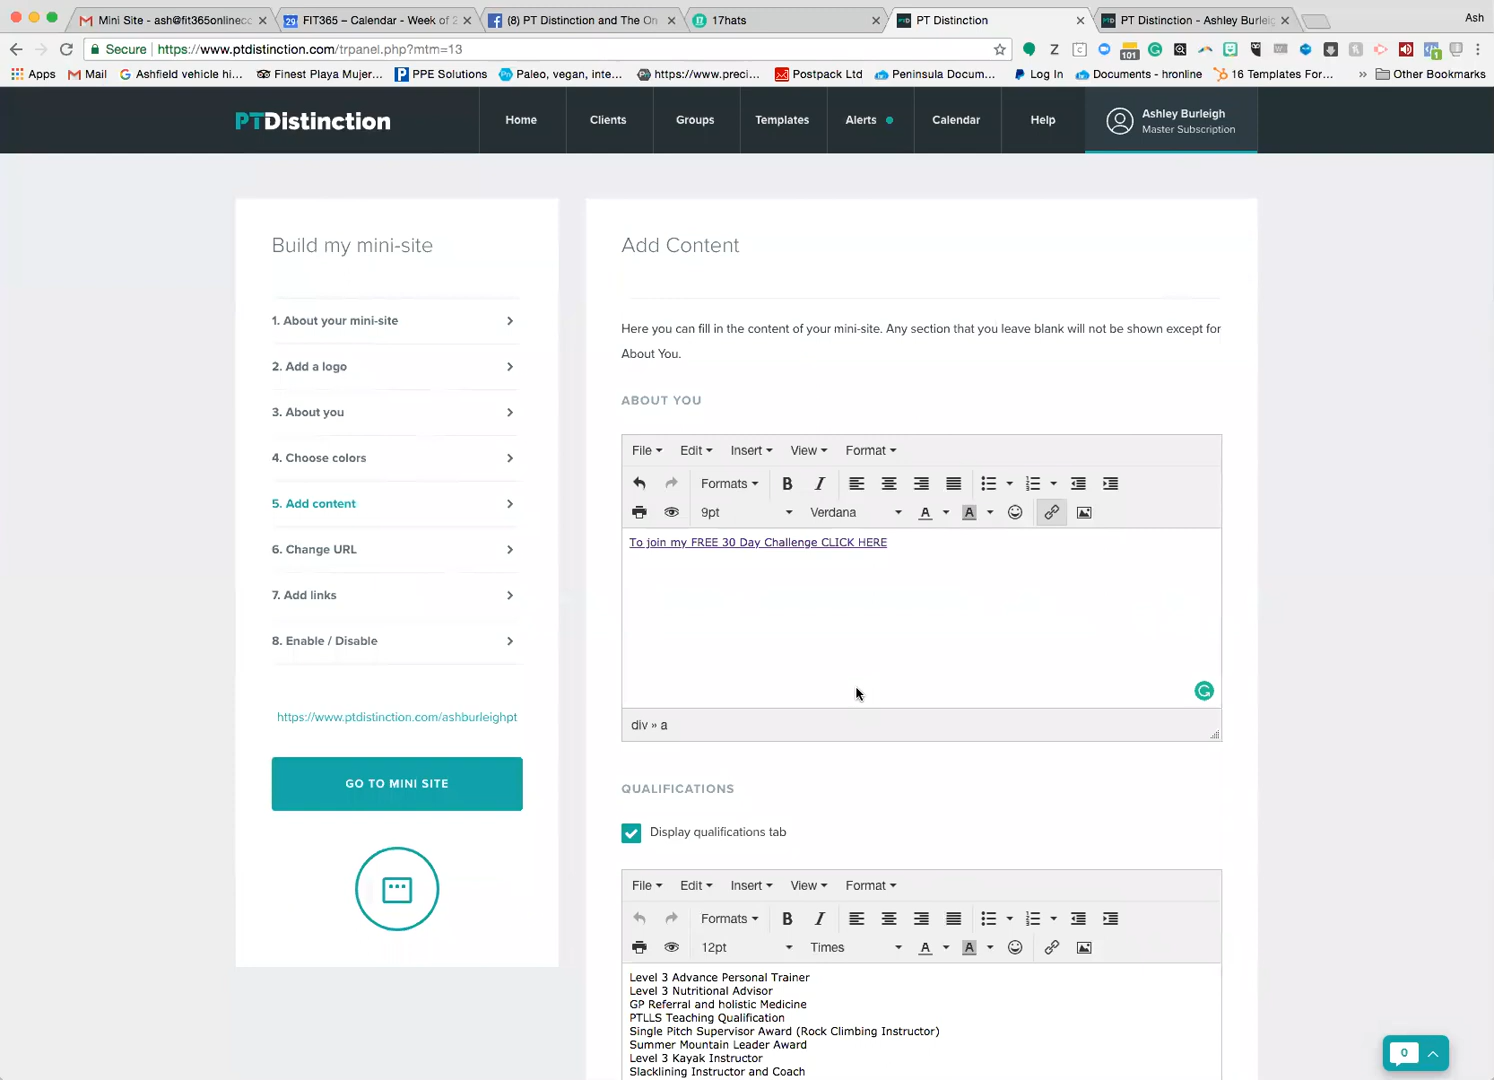 Mini Site - ash@fit365onlinecc
FIT365 – Calendar - Week of 2
(8) PT Distinction and The On
17hats
PT Distinction
PT Distinction - Ashley Burleig
Ash
Secure
https://www.ptdistinction.com/trpanel.php?mtm=13
Apps
Mail
Ashfield vehicle hi...
Finest Playa Mujer...
PPE Solutions
Paleo, vegan, inte...
https://www.preci...
Postpack Ltd
Peninsula Docum...
Log In
Documents - hronline
16 Templates For...
»
Other Bookmarks
PTDistinction
Home
Clients
Groups
Templates
Alerts
Calendar
Help
Ashley Burleigh
Master Subscription
Build my mini-site
1. About your mini-site
2. Add a logo
3. About you
4. Choose colors
5. Add content
6. Change URL
7. Add links
8. Enable / Disable
https://www.ptdistinction.com/ashburleighpt
GO TO MINI SITE
Add Content
Here you can fill in the content of your mini-site. Any section that you leave blank will not be shown except for
About You.
ABOUT YOU
File Edit Insert View Format
Formats B I
9pt Verdana A A
To join my FREE 30 Day Challenge CLICK HERE
div » a
QUALIFICATIONS
Display qualifications tab
File Edit Insert View Format
Formats B I
12pt Times A A
Level 3 Advance Personal Trainer
Level 3 Nutritional Advisor
GP Referral and holistic Medicine
PTLLS Teaching Qualification
Single Pitch Supervisor Award (Rock Climbing Instructor)
Summer Mountain Leader Award
Level 3 Kayak Instructor
Slacklining Instructor and Coach
0